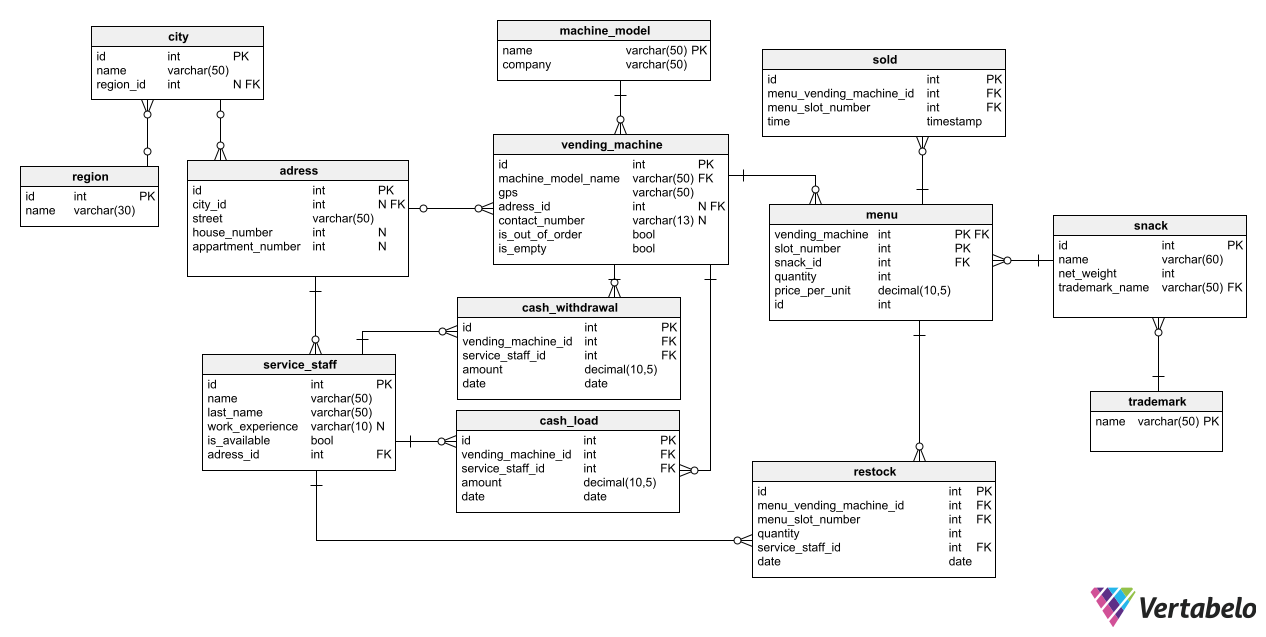 city
id int PK
name varchar(50)
region_id int N FK
region
id int PK
name varchar(30)
adress
id int PK
city_id int N FK
street varchar(50)
house_number int N
appartment_number int N
machine_model
name varchar(50) PK
company varchar(50)
vending_machine
id int PK
machine_model_name varchar(50) FK
gps varchar(50)
adress_id int N FK
contact_number varchar(13) N
is_out_of_order bool
is_empty bool
sold
id int PK
menu_vending_machine_id int FK
menu_slot_number int FK
time timestamp
menu
vending_machine int PK FK
slot_number int PK
snack_id int FK
quantity int
price_per_unit decimal(10,5)
id int
snack
id int PK
name varchar(60)
net_weight int
trademark_name varchar(50) FK
trademark
name varchar(50) PK
cash_withdrawal
id int PK
vending_machine_id int FK
service_staff_id int FK
amount decimal(10,5)
date date
service_staff
id int PK
name varchar(50)
last_name varchar(50)
work_experience varchar(10) N
is_available bool
adress_id int FK
cash_load
id int PK
vending_machine_id int FK
service_staff_id int FK
amount decimal(10,5)
date date
restock
id int PK
menu_vending_machine_id int FK
menu_slot_number int FK
quantity int
service_staff_id int FK
date date
Vertabelo